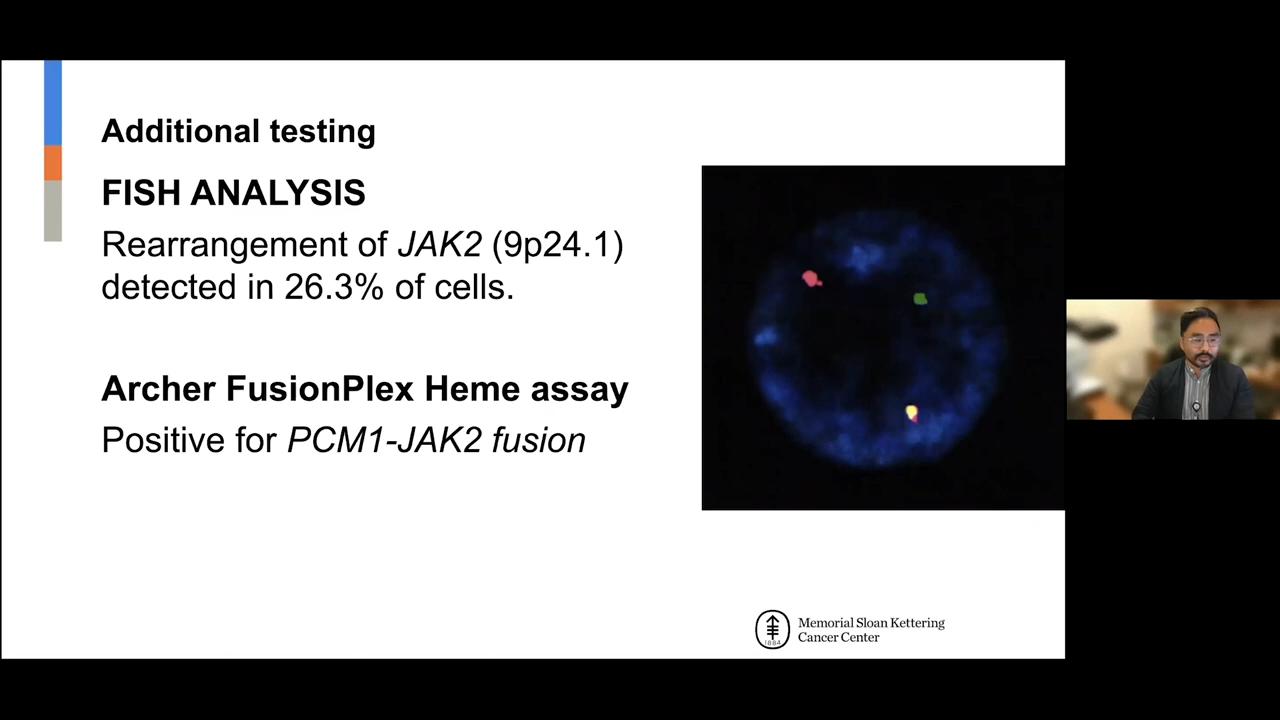 Additional testing
FISH ANALYSIS
Rearrangement of JAK2 (9p24.1)
detected in 26.3% of cells.
Archer FusionPlex Heme assay
Positive for PCM1-JAK2 fusion
Memorial Sloan Kettering
Cancer Center
1884